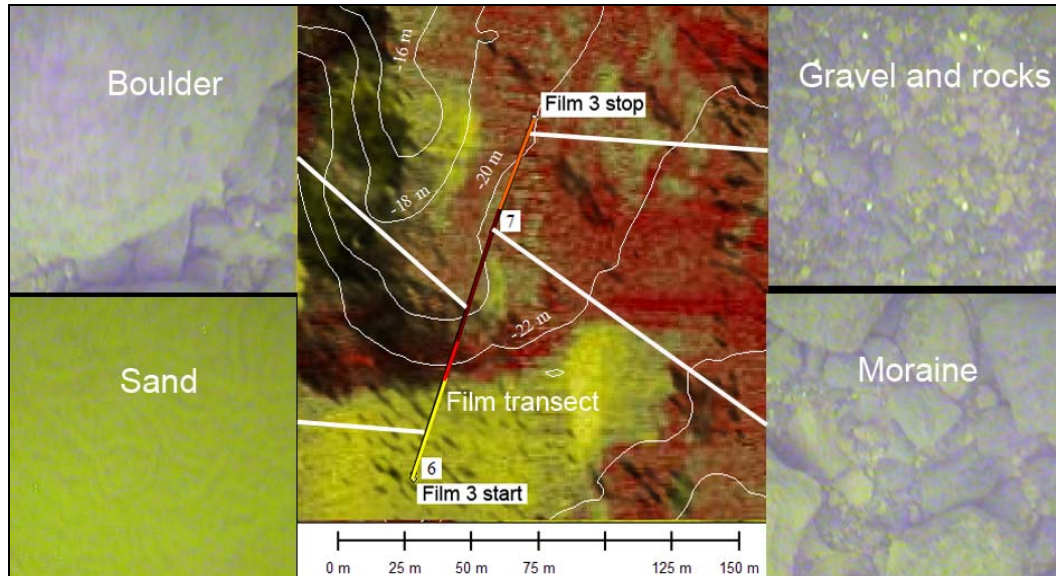 Boulder
Sand
-16 m
-18 m
-20 m
-22 m
Film 3 stop
7
Film transect
6
Film 3 start
0 m
25 m
50 m
75 m
125 m
150 m
Gravel and rocks
Moraine